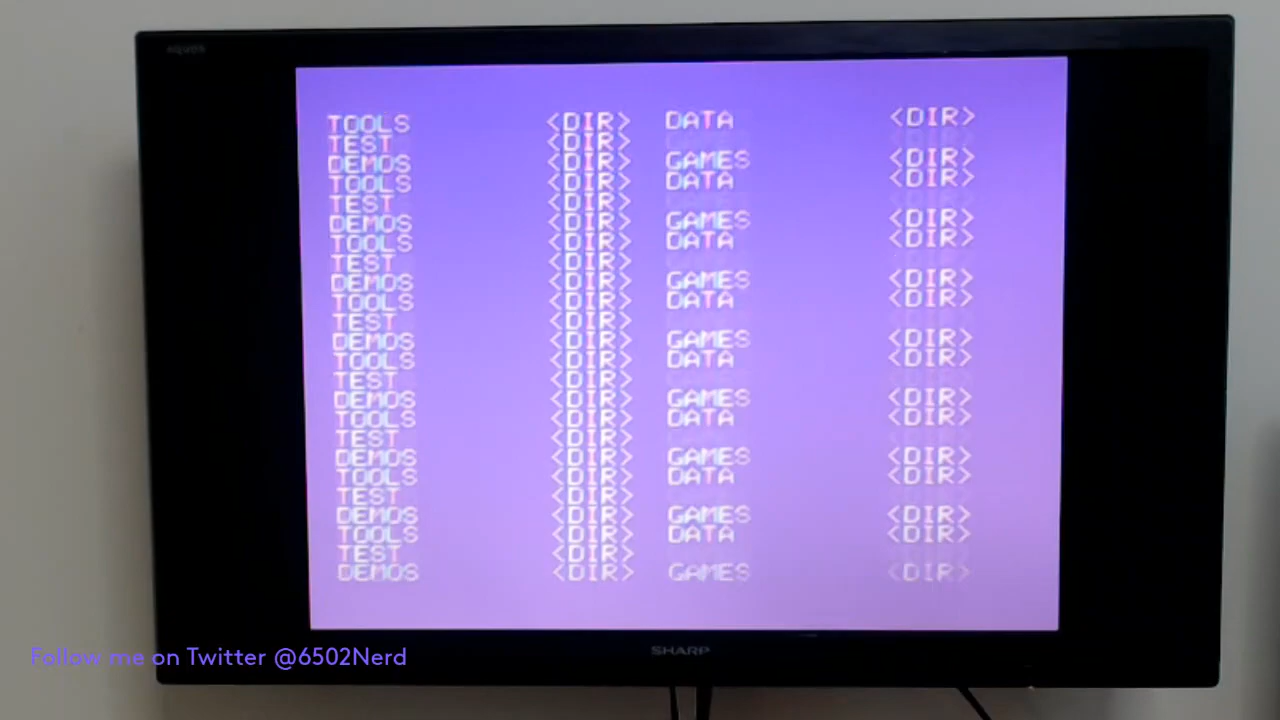 AQUOS
TOOLS <DIR> DATA <DIR>
TEST <DIR>
DEMOS <DIR> GAMES <DIR>
TOOLS <DIR> DATA <DIR>
TEST <DIR>
DEMOS <DIR> GAMES <DIR>
TOOLS <DIR> DATA <DIR>
TEST <DIR>
DEMOS <DIR> GAMES <DIR>
TOOLS <DIR> DATA <DIR>
TEST <DIR>
DEMOS <DIR> GAMES <DIR>
TOOLS <DIR> DATA <DIR>
TEST <DIR>
DEMOS <DIR> GAMES <DIR>
TOOLS <DIR> DATA <DIR>
TEST <DIR>
DEMOS <DIR> GAMES <DIR>
TOOLS <DIR> DATA <DIR>
TEST <DIR>
DEMOS <DIR> GAMES <DIR>
TOOLS <DIR> DATA <DIR>
TEST <DIR>
DEMOS <DIR> GAMES <DIR>
SHARP
Follow me on Twitter @6502Nerd